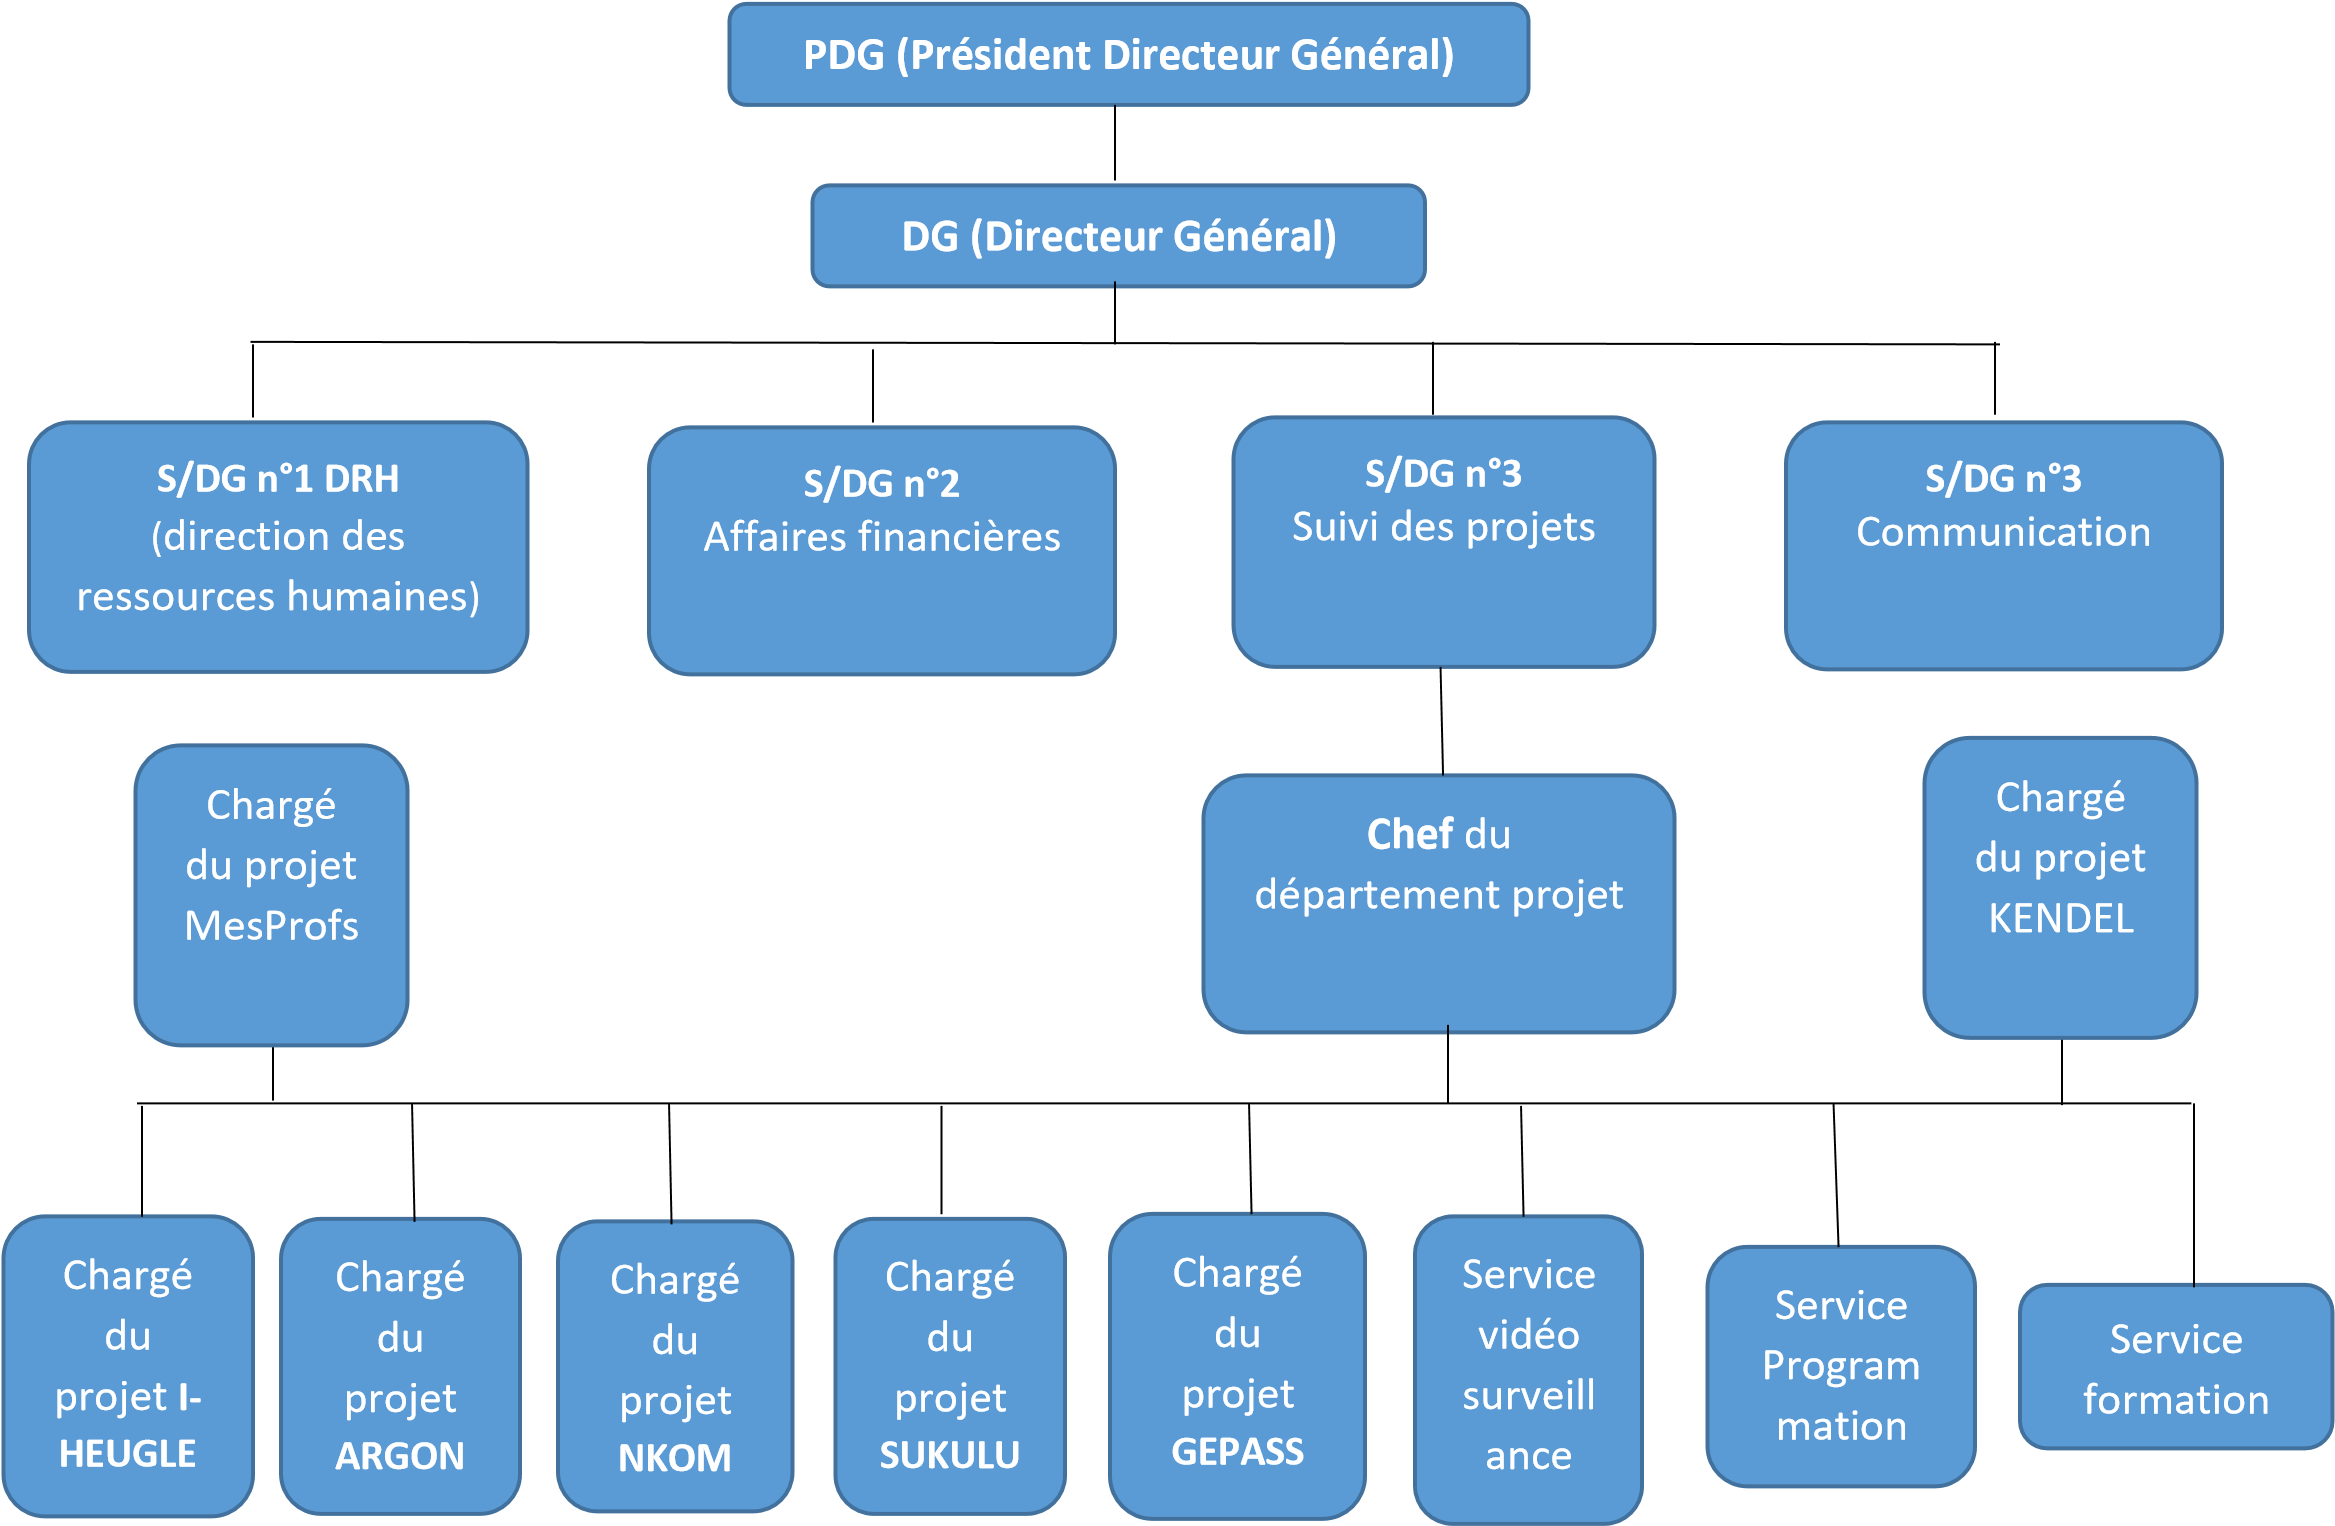 PDG (Président Directeur Général)
DG (Directeur Général)
S/DG n°1 DRH
(direction des
ressources humaines)
S/DG n°2
Affaires financières
S/DG n°3
Suivi des projets
S/DG n°3
Communication
Chargé
du projet
MesProfs
Chef du
département projet
Chargé
du projet
KENDEL
Chargé
du
projet I-
HEUGLE
Chargé
du
projet
ARGON
Chargé
du
projet
NKOM
Chargé
du
projet
SUKULU
Chargé
du
projet
GEPASS
Service
vidéo
surveill
ance
Service
Program
mation
Service
formation